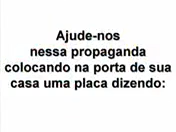 Ajude-nos
nessa propaganda
colocando na porta de sua
casa uma placa dizendo: